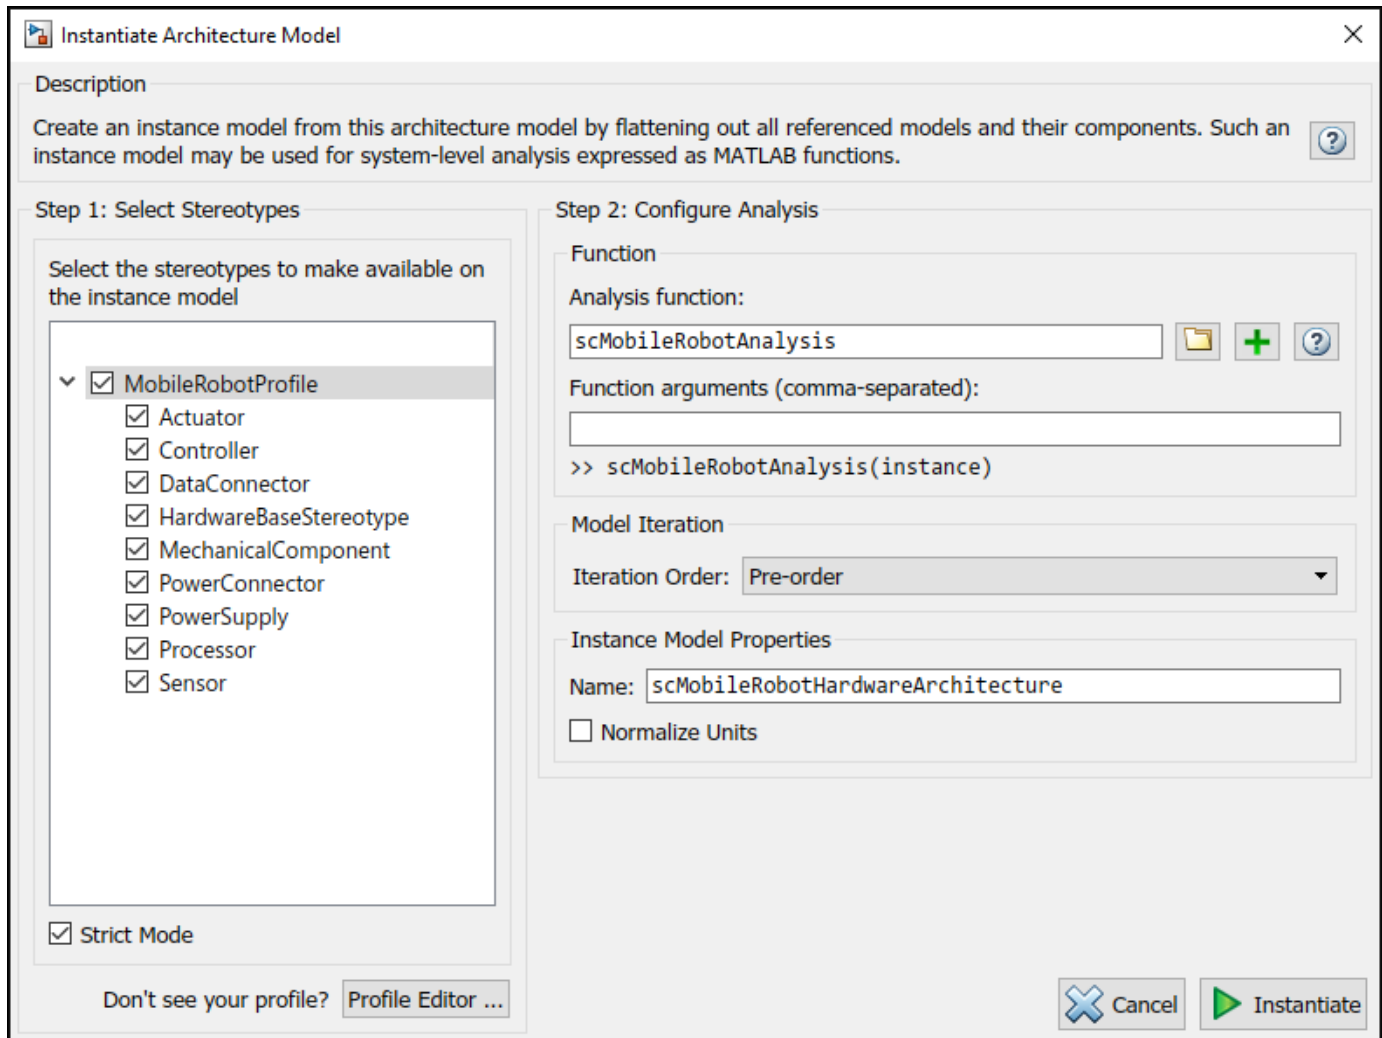 Instantiate Architecture Model
Description
Create an instance model from this architecture model by flattening out all referenced models and their components. Such an
instance model may be used for system-level analysis expressed as MATLAB functions.
Step 1: Select Stereotypes
Select the stereotypes to make available on
the instance model
MobileRobotProfile
Actuator
Controller
DataConnector
HardwareBaseStereotype
MechanicalComponent
PowerConnector
PowerSupply
Processor
Sensor
Strict Mode
Don't see your profile? Profile Editor ...
Step 2: Configure Analysis
Function
Analysis function:
scMobileRobotAnalysis
Function arguments (comma-separated):
>> scMobileRobotAnalysis(instance)
Model Iteration
Iteration Order: Pre-order
Instance Model Properties
Name: scMobileRobotHardwareArchitecture
Normalize Units
Cancel Instantiate